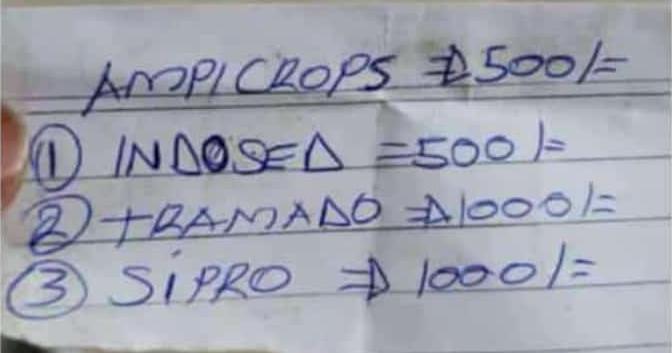 AMPICROPS ⇒ 500/=
① INDOSED =500/=
② TRAMADO ⇒ 1000/=
③ SiPRO ⇒ 1000/=